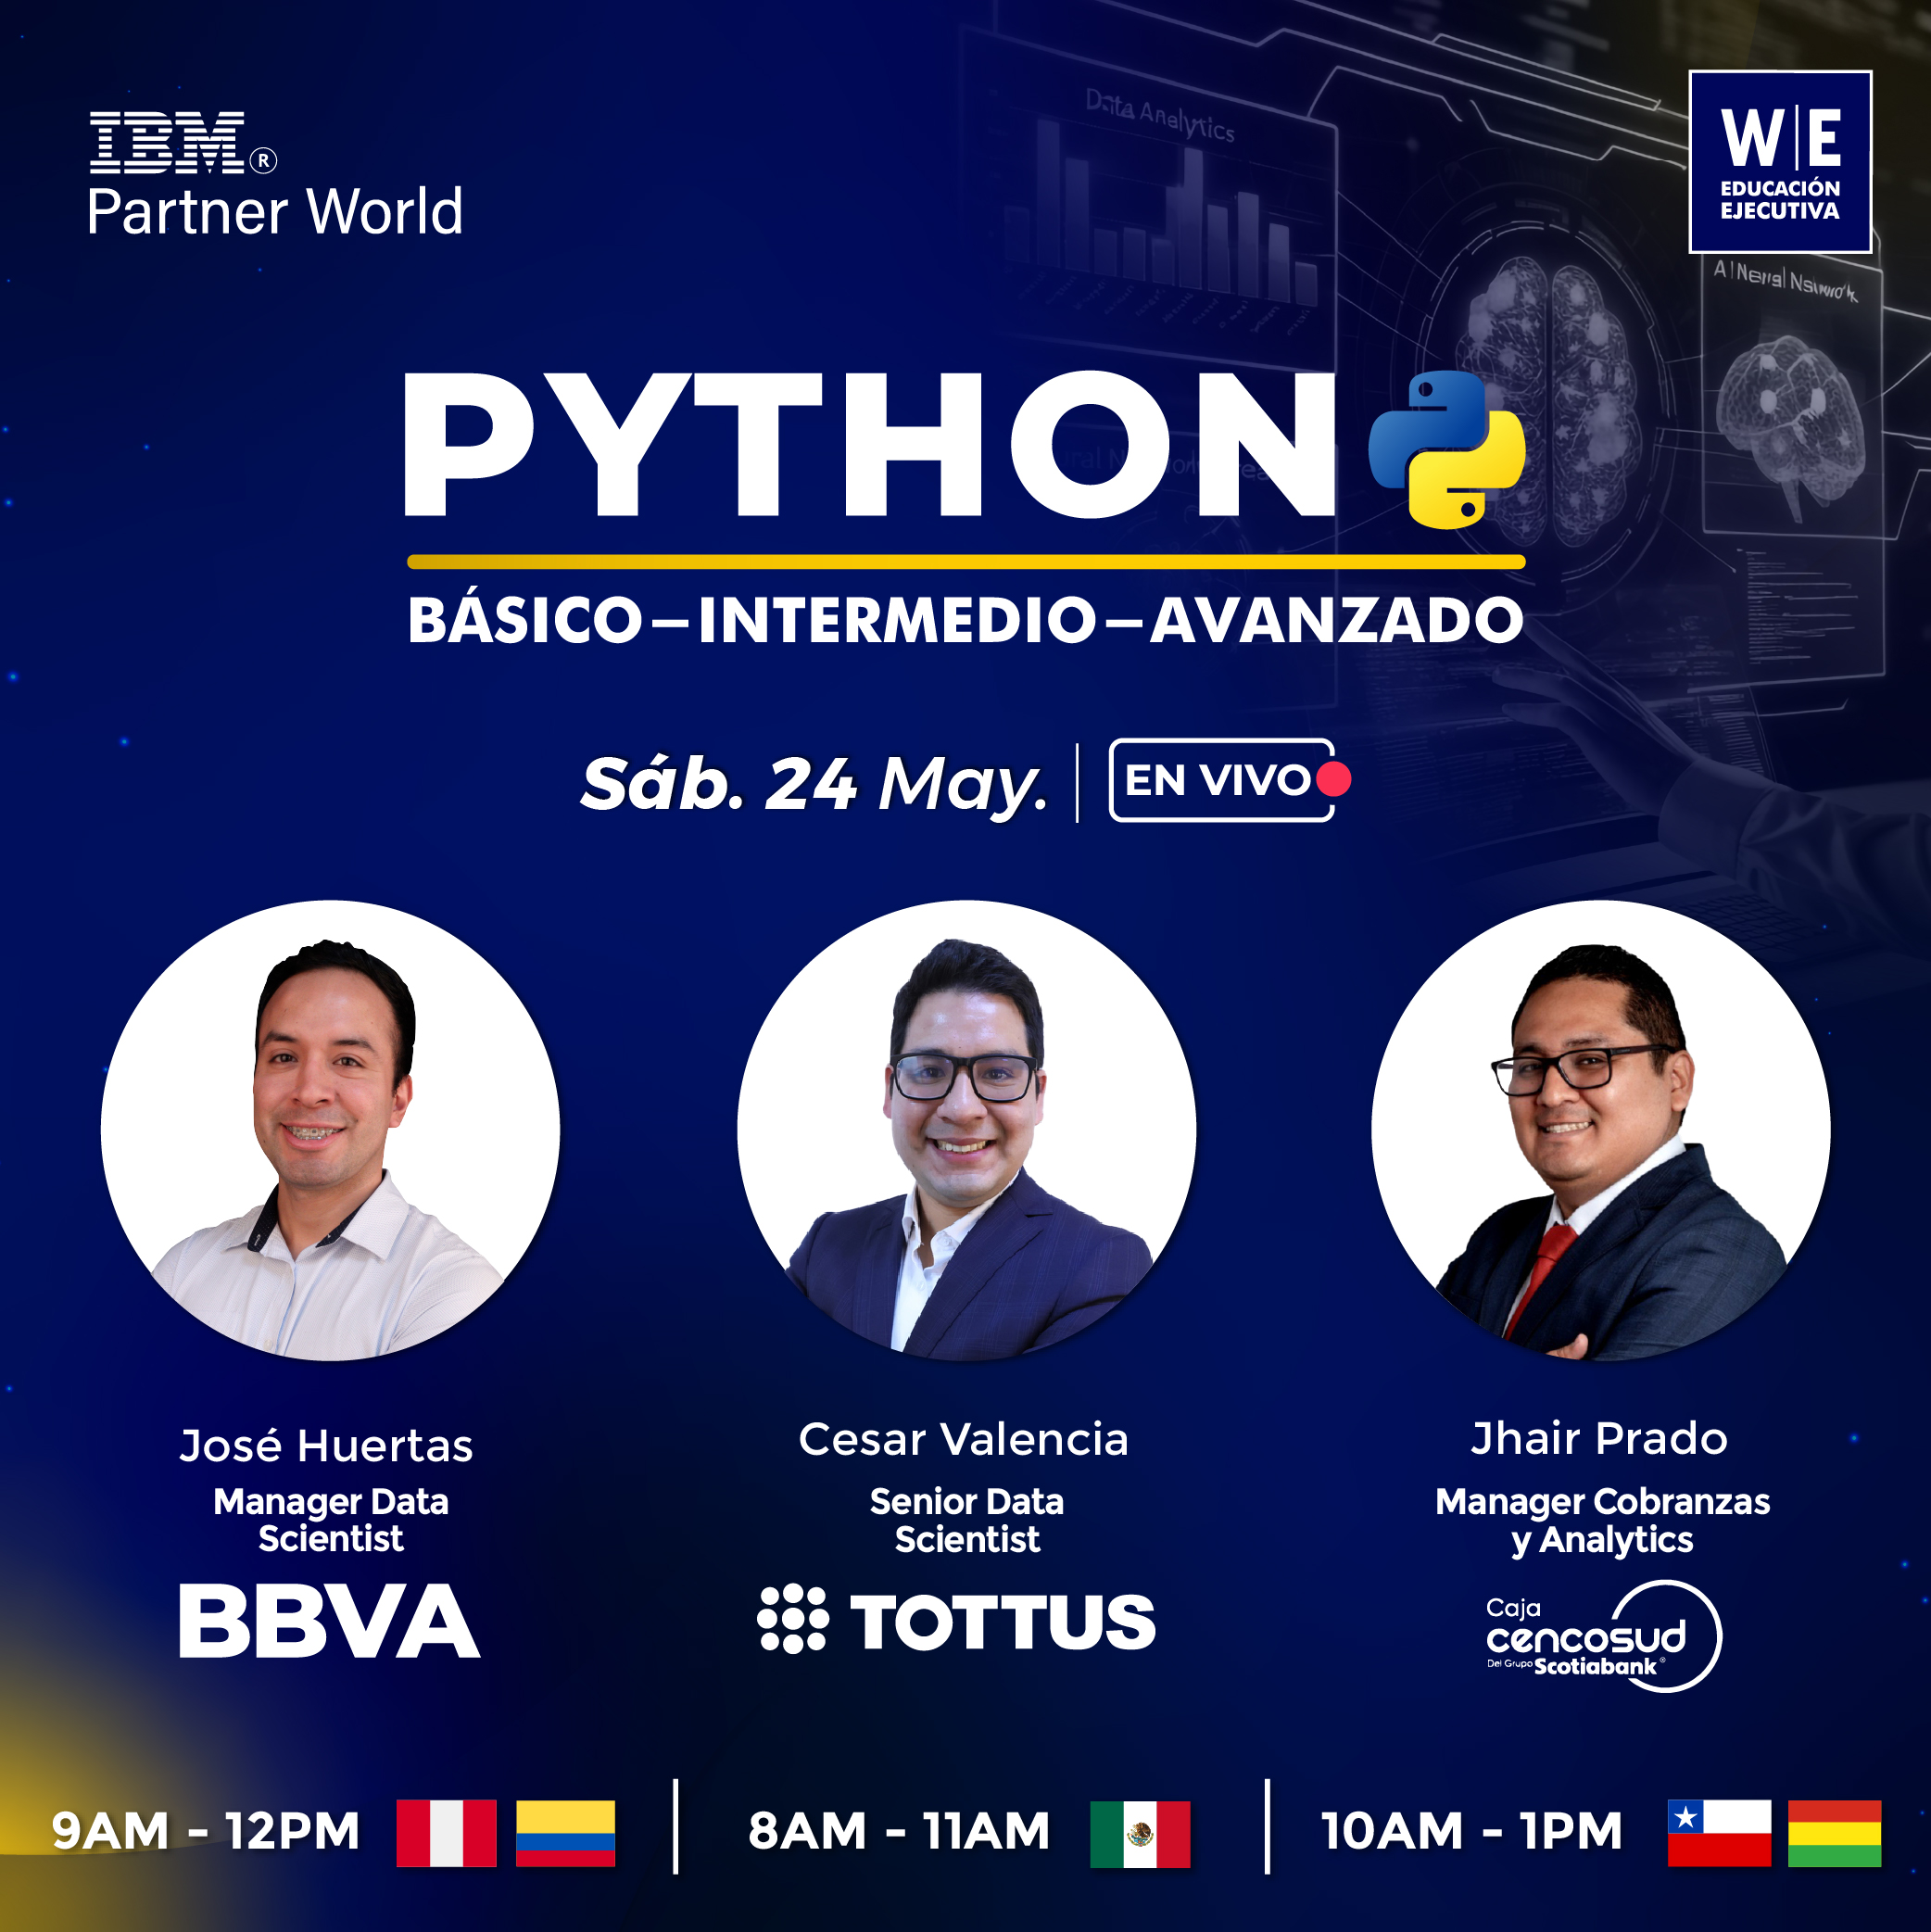 IBM®
Partner World
W|E
EDUCACIÓN
EJECUTIVA
Data Analytics
PYTHON
BÁSICO–INTERMEDIO–AVANZADO
Sáb. 24 May. | EN VIVO
José Huertas
Manager Data
Scientist
BBVA
Cesar Valencia
Senior Data
Scientist
TOTTUS
Jhair Prado
Manager Cobranzas
y Analytics
Caja
cencosud
Del Grupo Scotiabank®
9AM - 12PM
8AM - 11AM
10AM - 1PM